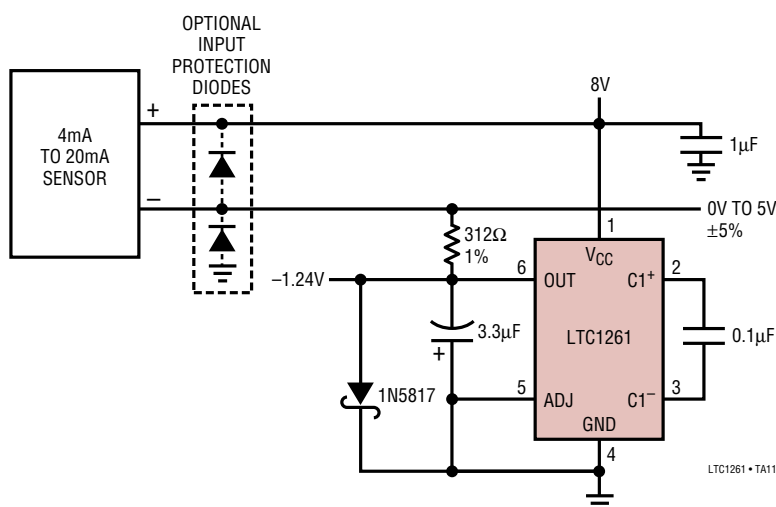 OPTIONAL
INPUT
PROTECTION
DIODES
8V
4mA
TO 20mA
SENSOR
+
–
1µF
0V TO 5V
±5%
312Ω
1%
–1.24V
1
6
2
VCC
OUT
C1+
LTC1261
0.1µF
3.3µF
+
1N5817
5
3
ADJ
C1–
GND
4
LTC1261 • TA11